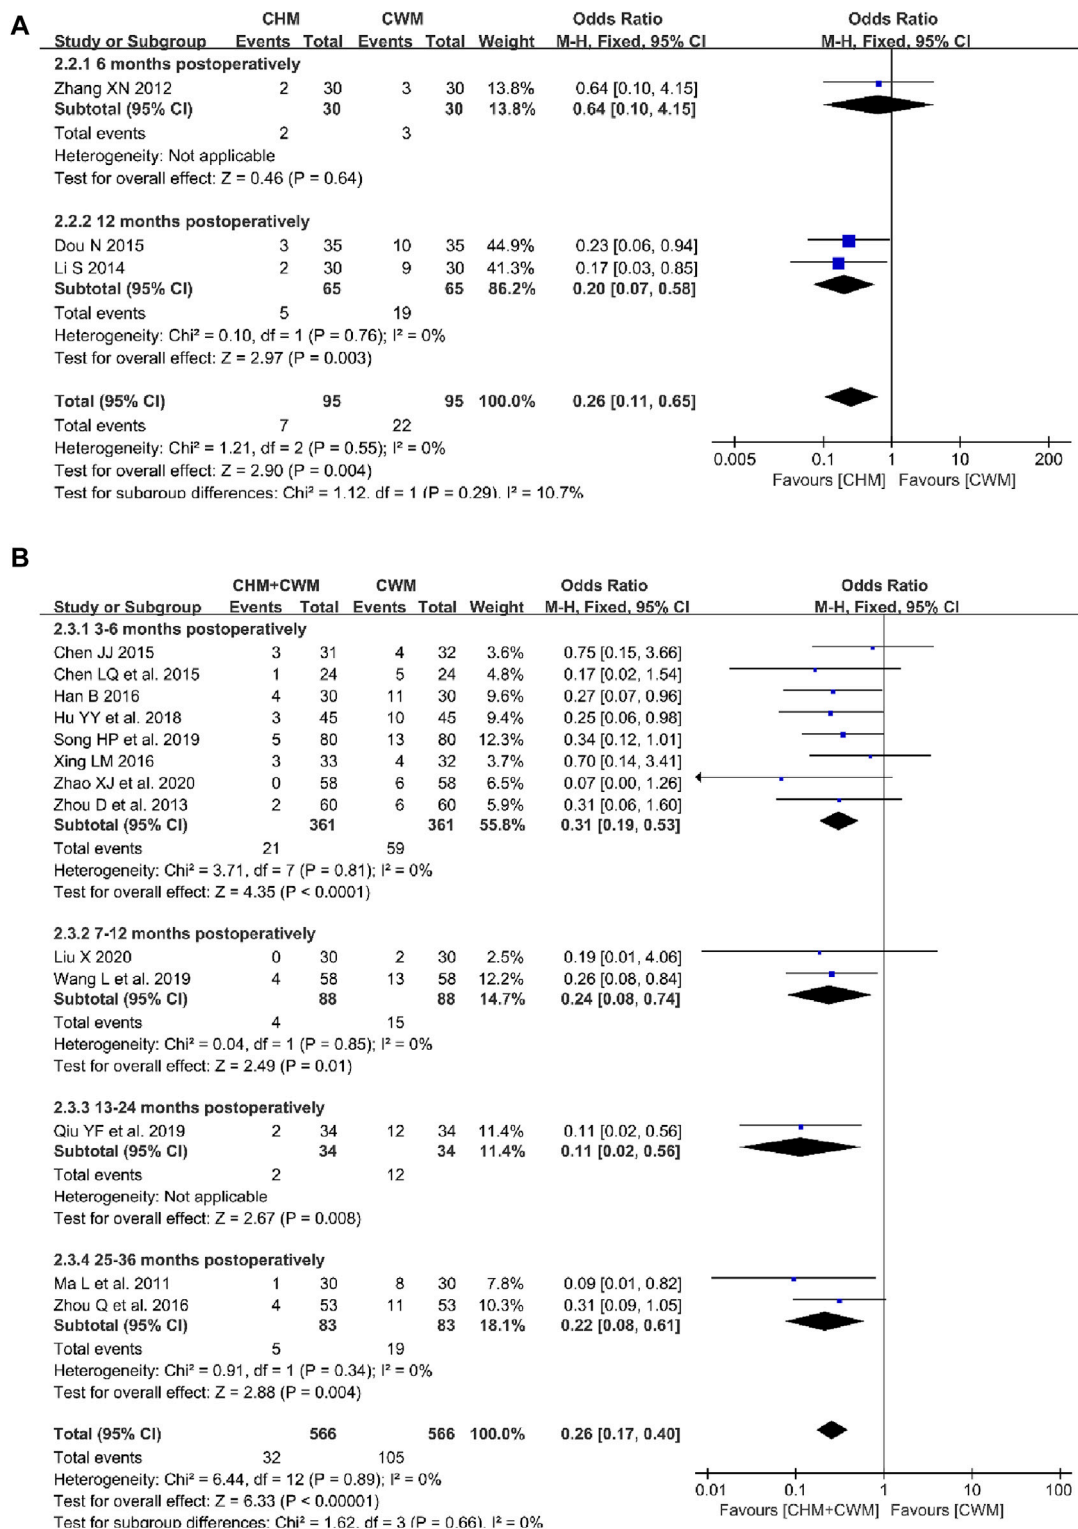 A
CHM CWM Odds Ratio Odds Ratio
Study or Subgroup Events Total Events Total Weight M-H, Fixed, 95% CI M-H, Fixed, 95% CI
2.2.1 6 months postoperatively
Zhang XN 2012 2 30 3 30 13.8% 0.64 [0.10, 4.15]
Subtotal (95% CI) 30 30 13.8% 0.64 [0.10, 4.15]
Total events 2 3
Heterogeneity: Not applicable
Test for overall effect: Z = 0.46 (P = 0.64)
2.2.2 12 months postoperatively
Dou N 2015 3 35 10 35 44.9% 0.23 [0.06, 0.94]
Li S 2014 2 30 9 30 41.3% 0.17 [0.03, 0.85]
Subtotal (95% CI) 65 65 86.2% 0.20 [0.07, 0.58]
Total events 5 19
Heterogeneity: Chi² = 0.10, df = 1 (P = 0.76); I² = 0%
Test for overall effect: Z = 2.97 (P = 0.003)
Total (95% CI) 95 95 100.0% 0.26 [0.11, 0.65]
Total events 7 22
Heterogeneity: Chi² = 1.21, df = 2 (P = 0.55); I² = 0%
Test for overall effect: Z = 2.90 (P = 0.004)
Test for subgroup differences: Chi² = 1.12, df = 1 (P = 0.29), I² = 10.7%
0.005 0.1 1 10 200
Favours [CHM] Favours [CWM]
B
CHM+CWM CWM Odds Ratio Odds Ratio
Study or Subgroup Events Total Events Total Weight M-H, Fixed, 95% CI M-H, Fixed, 95% CI
2.3.1 3-6 months postoperatively
Chen JJ 2015 3 31 4 32 3.6% 0.75 [0.15, 3.66]
Chen LQ et al. 2015 1 24 5 24 4.8% 0.17 [0.02, 1.54]
Han B 2016 4 30 11 30 9.6% 0.27 [0.07, 0.96]
Hu YY et al. 2018 3 45 10 45 9.4% 0.25 [0.06, 0.98]
Song HP et al. 2019 5 80 13 80 12.3% 0.34 [0.12, 1.01]
Xing LM 2016 3 33 4 32 3.7% 0.70 [0.14, 3.41]
Zhao XJ et al. 2020 0 58 6 58 6.5% 0.07 [0.00, 1.26]
Zhou D et al. 2013 2 60 6 60 5.9% 0.31 [0.06, 1.60]
Subtotal (95% CI) 361 361 55.8% 0.31 [0.19, 0.53]
Total events 21 59
Heterogeneity: Chi² = 3.71, df = 7 (P = 0.81); I² = 0%
Test for overall effect: Z = 4.35 (P < 0.0001)
2.3.2 7-12 months postoperatively
Liu X 2020 0 30 2 30 2.5% 0.19 [0.01, 4.06]
Wang L et al. 2019 4 58 13 58 12.2% 0.26 [0.08, 0.84]
Subtotal (95% CI) 88 88 14.7% 0.24 [0.08, 0.74]
Total events 4 15
Heterogeneity: Chi² = 0.04, df = 1 (P = 0.85); I² = 0%
Test for overall effect: Z = 2.49 (P = 0.01)
2.3.3 13-24 months postoperatively
Qiu YF et al. 2019 2 34 12 34 11.4% 0.11 [0.02, 0.56]
Subtotal (95% CI) 34 34 11.4% 0.11 [0.02, 0.56]
Total events 2 12
Heterogeneity: Not applicable
Test for overall effect: Z = 2.67 (P = 0.008)
2.3.4 25-36 months postoperatively
Ma L et al. 2011 1 30 8 30 7.8% 0.09 [0.01, 0.82]
Zhou Q et al. 2016 4 53 11 53 10.3% 0.31 [0.09, 1.05]
Subtotal (95% CI) 83 83 18.1% 0.22 [0.08, 0.61]
Total events 5 19
Heterogeneity: Chi² = 0.91, df = 1 (P = 0.34); I² = 0%
Test for overall effect: Z = 2.88 (P = 0.004)
Total (95% CI) 566 566 100.0% 0.26 [0.17, 0.40]
Total events 32 105
Heterogeneity: Chi² = 6.44, df = 12 (P = 0.89); I² = 0%
Test for overall effect: Z = 6.33 (P < 0.00001)
Test for subgroup differences: Chi² = 1.62, df = 3 (P = 0.66), I² = 0%
0.01 0.1 1 10 100
Favours [CHM+CWM] Favours [CWM]